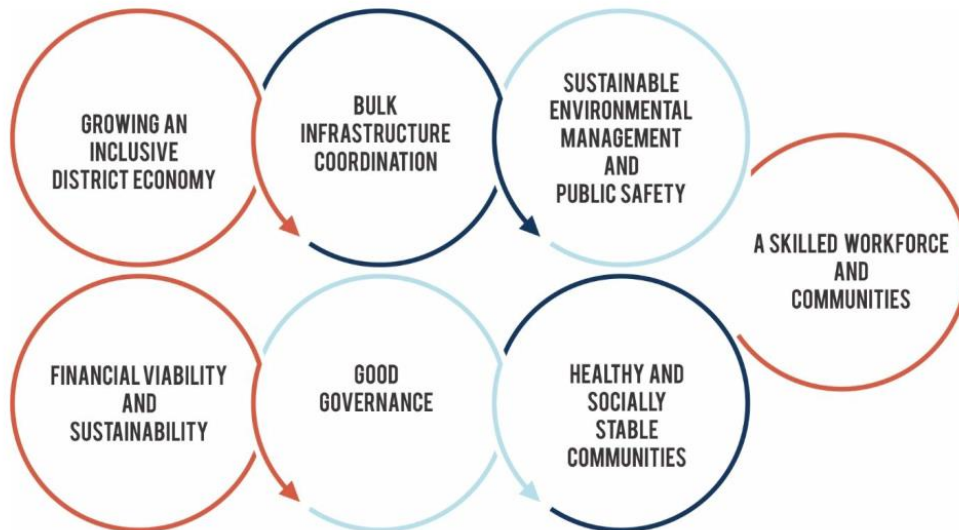 GROWING AN
INCLUSIVE
DISTRICT ECONOMY
BULK
INFRASTRUCTURE
COORDINATION
SUSTAINABLE
ENVIRONMENTAL
MANAGEMENT
AND
PUBLIC SAFETY
A SKILLED WORKFORCE
AND
COMMUNITIES
FINANCIAL VIABILITY
AND
SUSTAINABILITY
GOOD
GOVERNANCE
HEALTHY AND
SOCIALLY
STABLE
COMMUNITIES